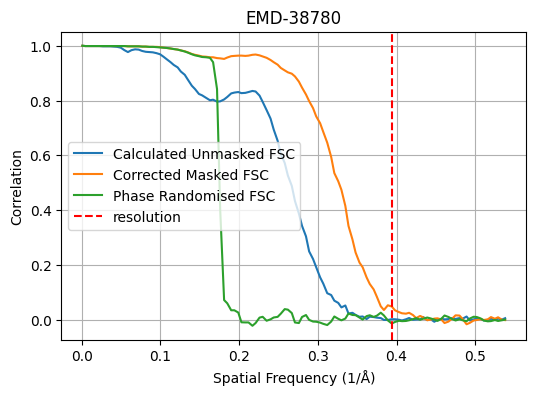 EMD-38780
1.0
0.8
0.6
0.4
0.2
0.0
Correlation
Calculated Unmasked FSC
Corrected Masked FSC
Phase Randomised FSC
resolution
0.0 0.1 0.2 0.3 0.4 0.5
Spatial Frequency (1/Å)